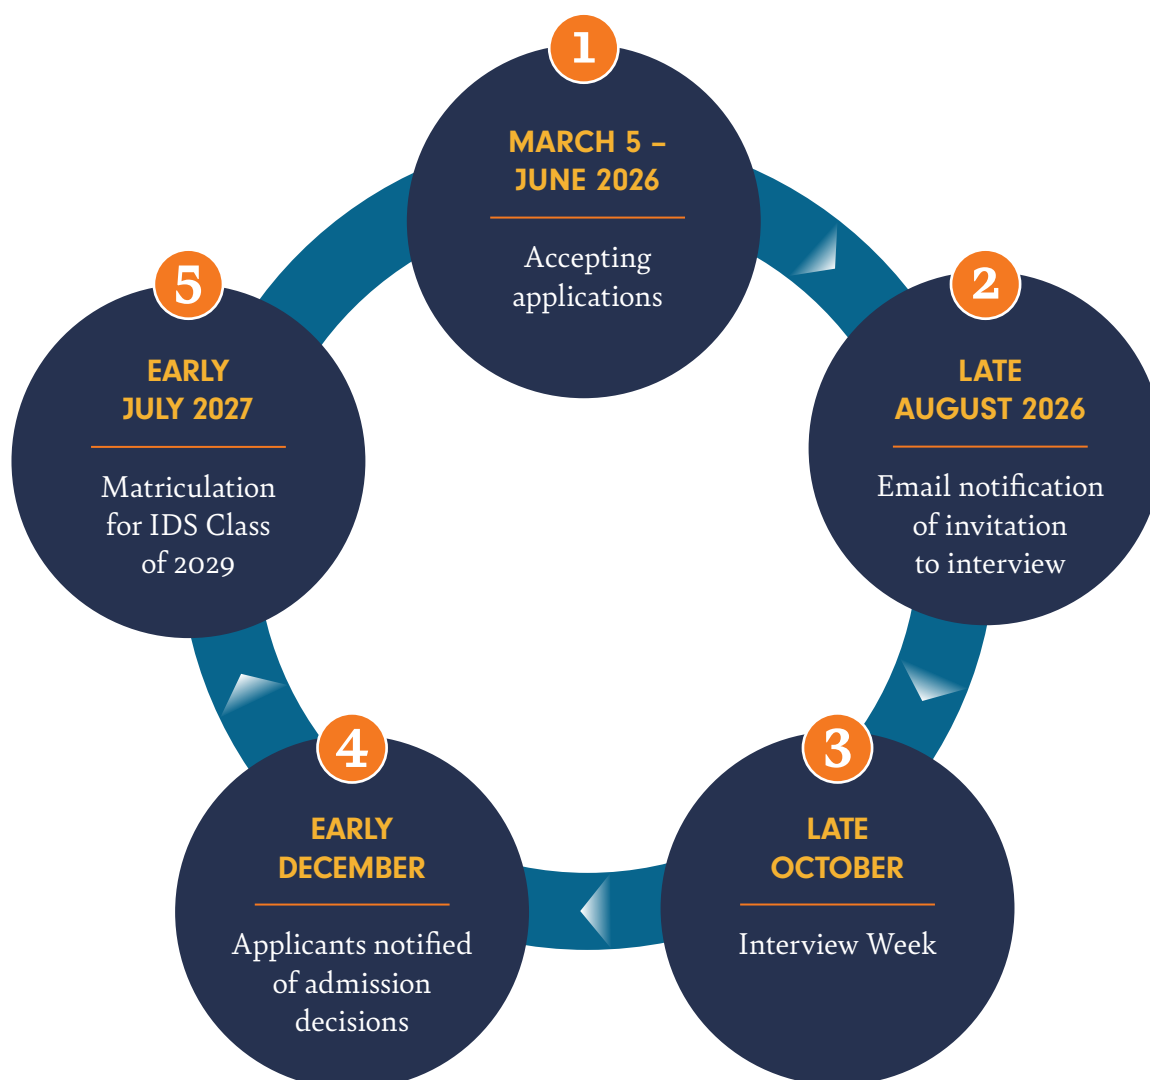 1
MARCH 5 –
JUNE 2026
Accepting
applications
2
LATE
AUGUST 2026
Email notification
of invitation
to interview
3
LATE
OCTOBER
Interview Week
4
EARLY
DECEMBER
Applicants notified
of admission
decisions
5
EARLY
JULY 2027
Matriculation
for IDS Class
of 2029